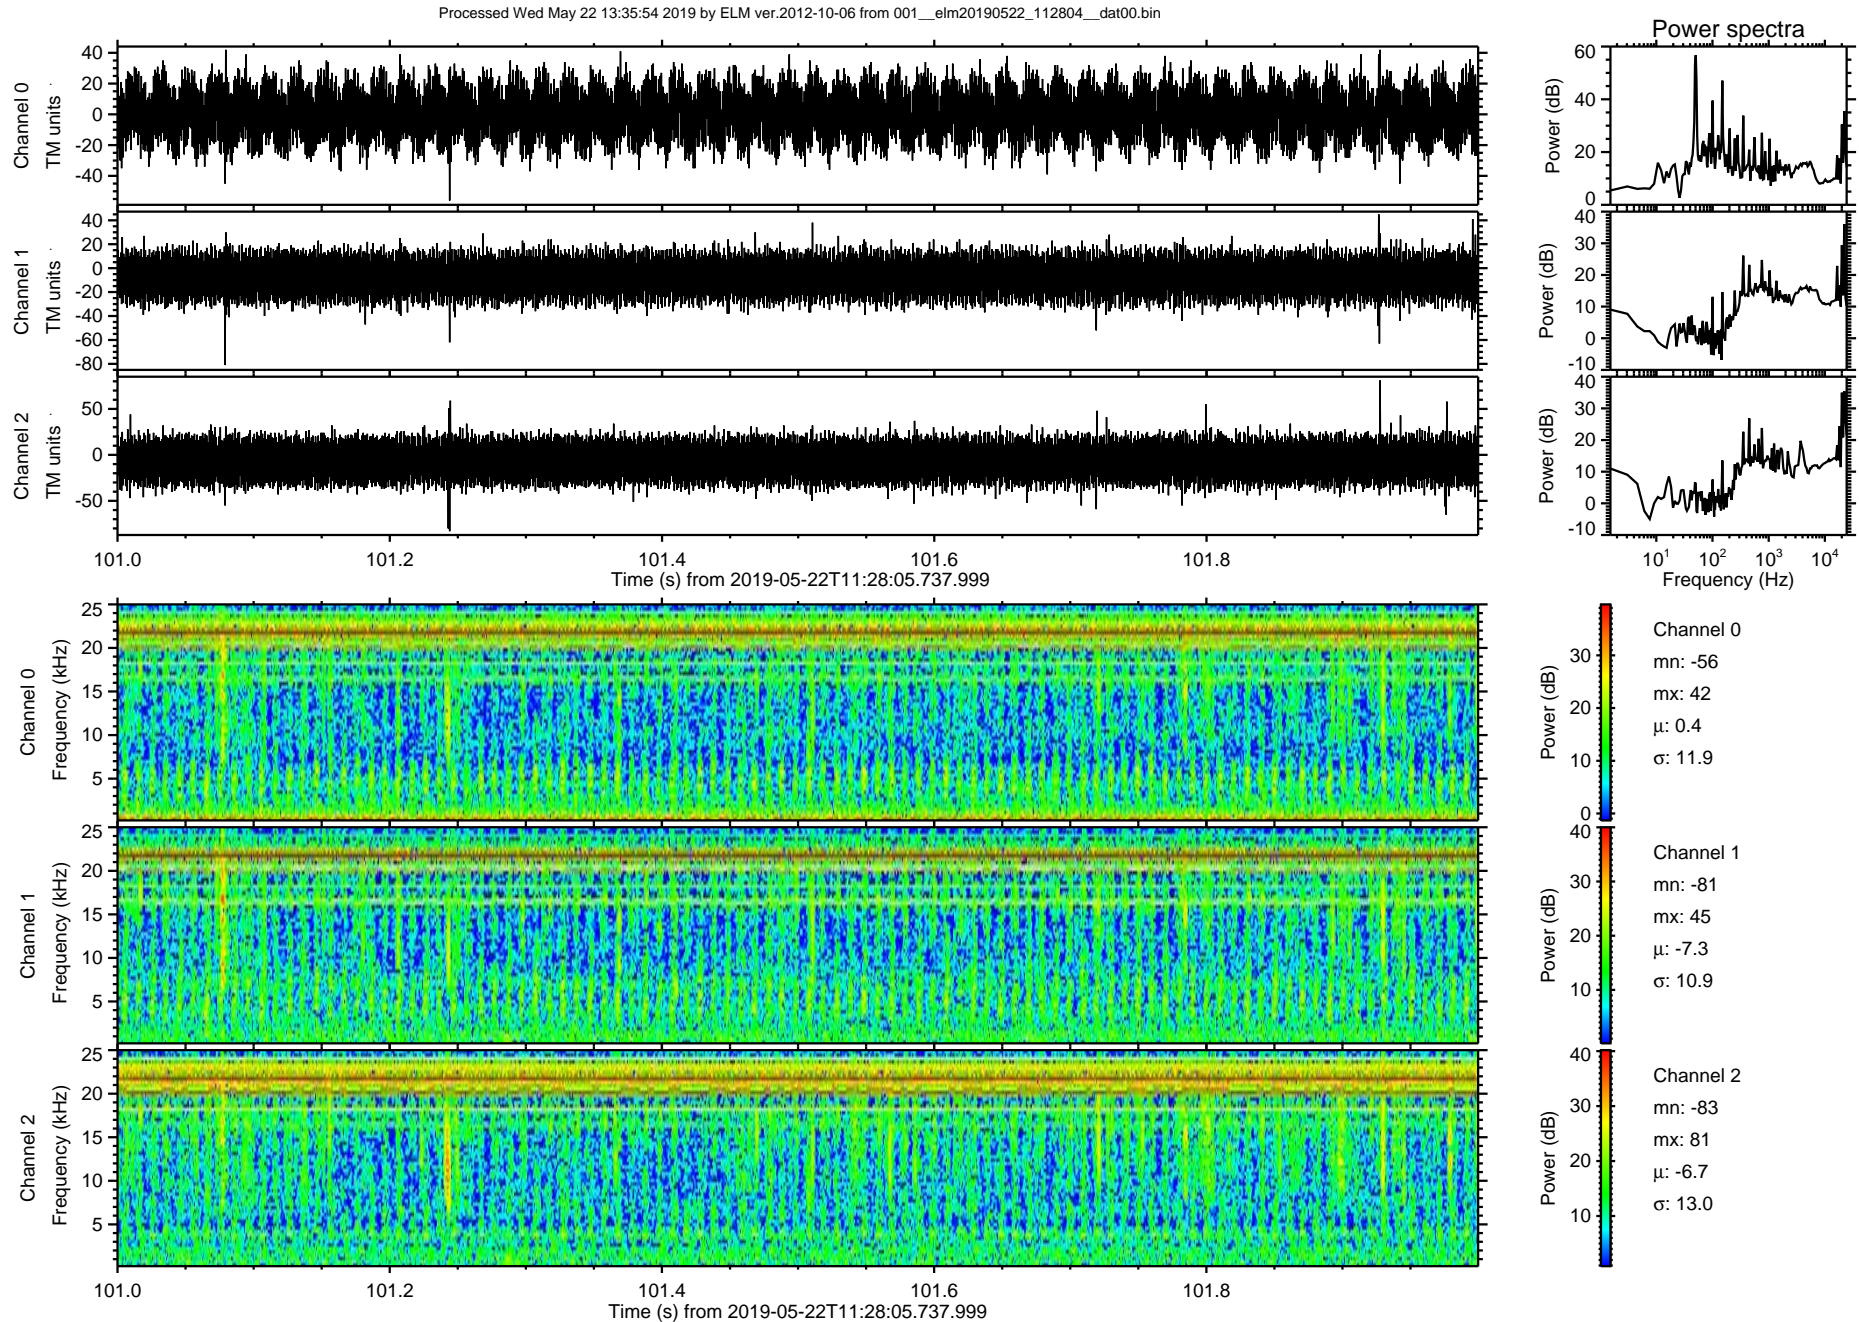 Processed Wed May 22 13:35:54 2019 by ELM ver.2012-10-06 from 001__elm20190522_112804__dat00.bin
Power spectra
Channel 0
TM units
40
20
0
-20
-40
Power (dB)
60
40
20
0
Channel 1
TM units
40
20
0
-20
-40
-60
-80
Power (dB)
40
30
20
10
0
-10
Channel 2
TM units
50
0
-50
Power (dB)
40
30
20
10
0
-10
101.0 101.2 101.4 101.6 101.8
Time (s) from 2019-05-22T11:28:05.737.999
10^1 10^2 10^3 10^4
Frequency (Hz)
Channel 0
Frequency (kHz)
25
20
15
10
5
Power (dB)
30
20
10
0
Channel 0
mn: -56
mx: 42
μ: 0.4
σ: 11.9
Channel 1
Frequency (kHz)
25
20
15
10
5
Power (dB)
40
30
20
10
Channel 1
mn: -81
mx: 45
μ: -7.3
σ: 10.9
Channel 2
Frequency (kHz)
25
20
15
10
5
Power (dB)
40
30
20
10
Channel 2
mn: -83
mx: 81
μ: -6.7
σ: 13.0
101.0 101.2 101.4 101.6 101.8
Time (s) from 2019-05-22T11:28:05.737.999